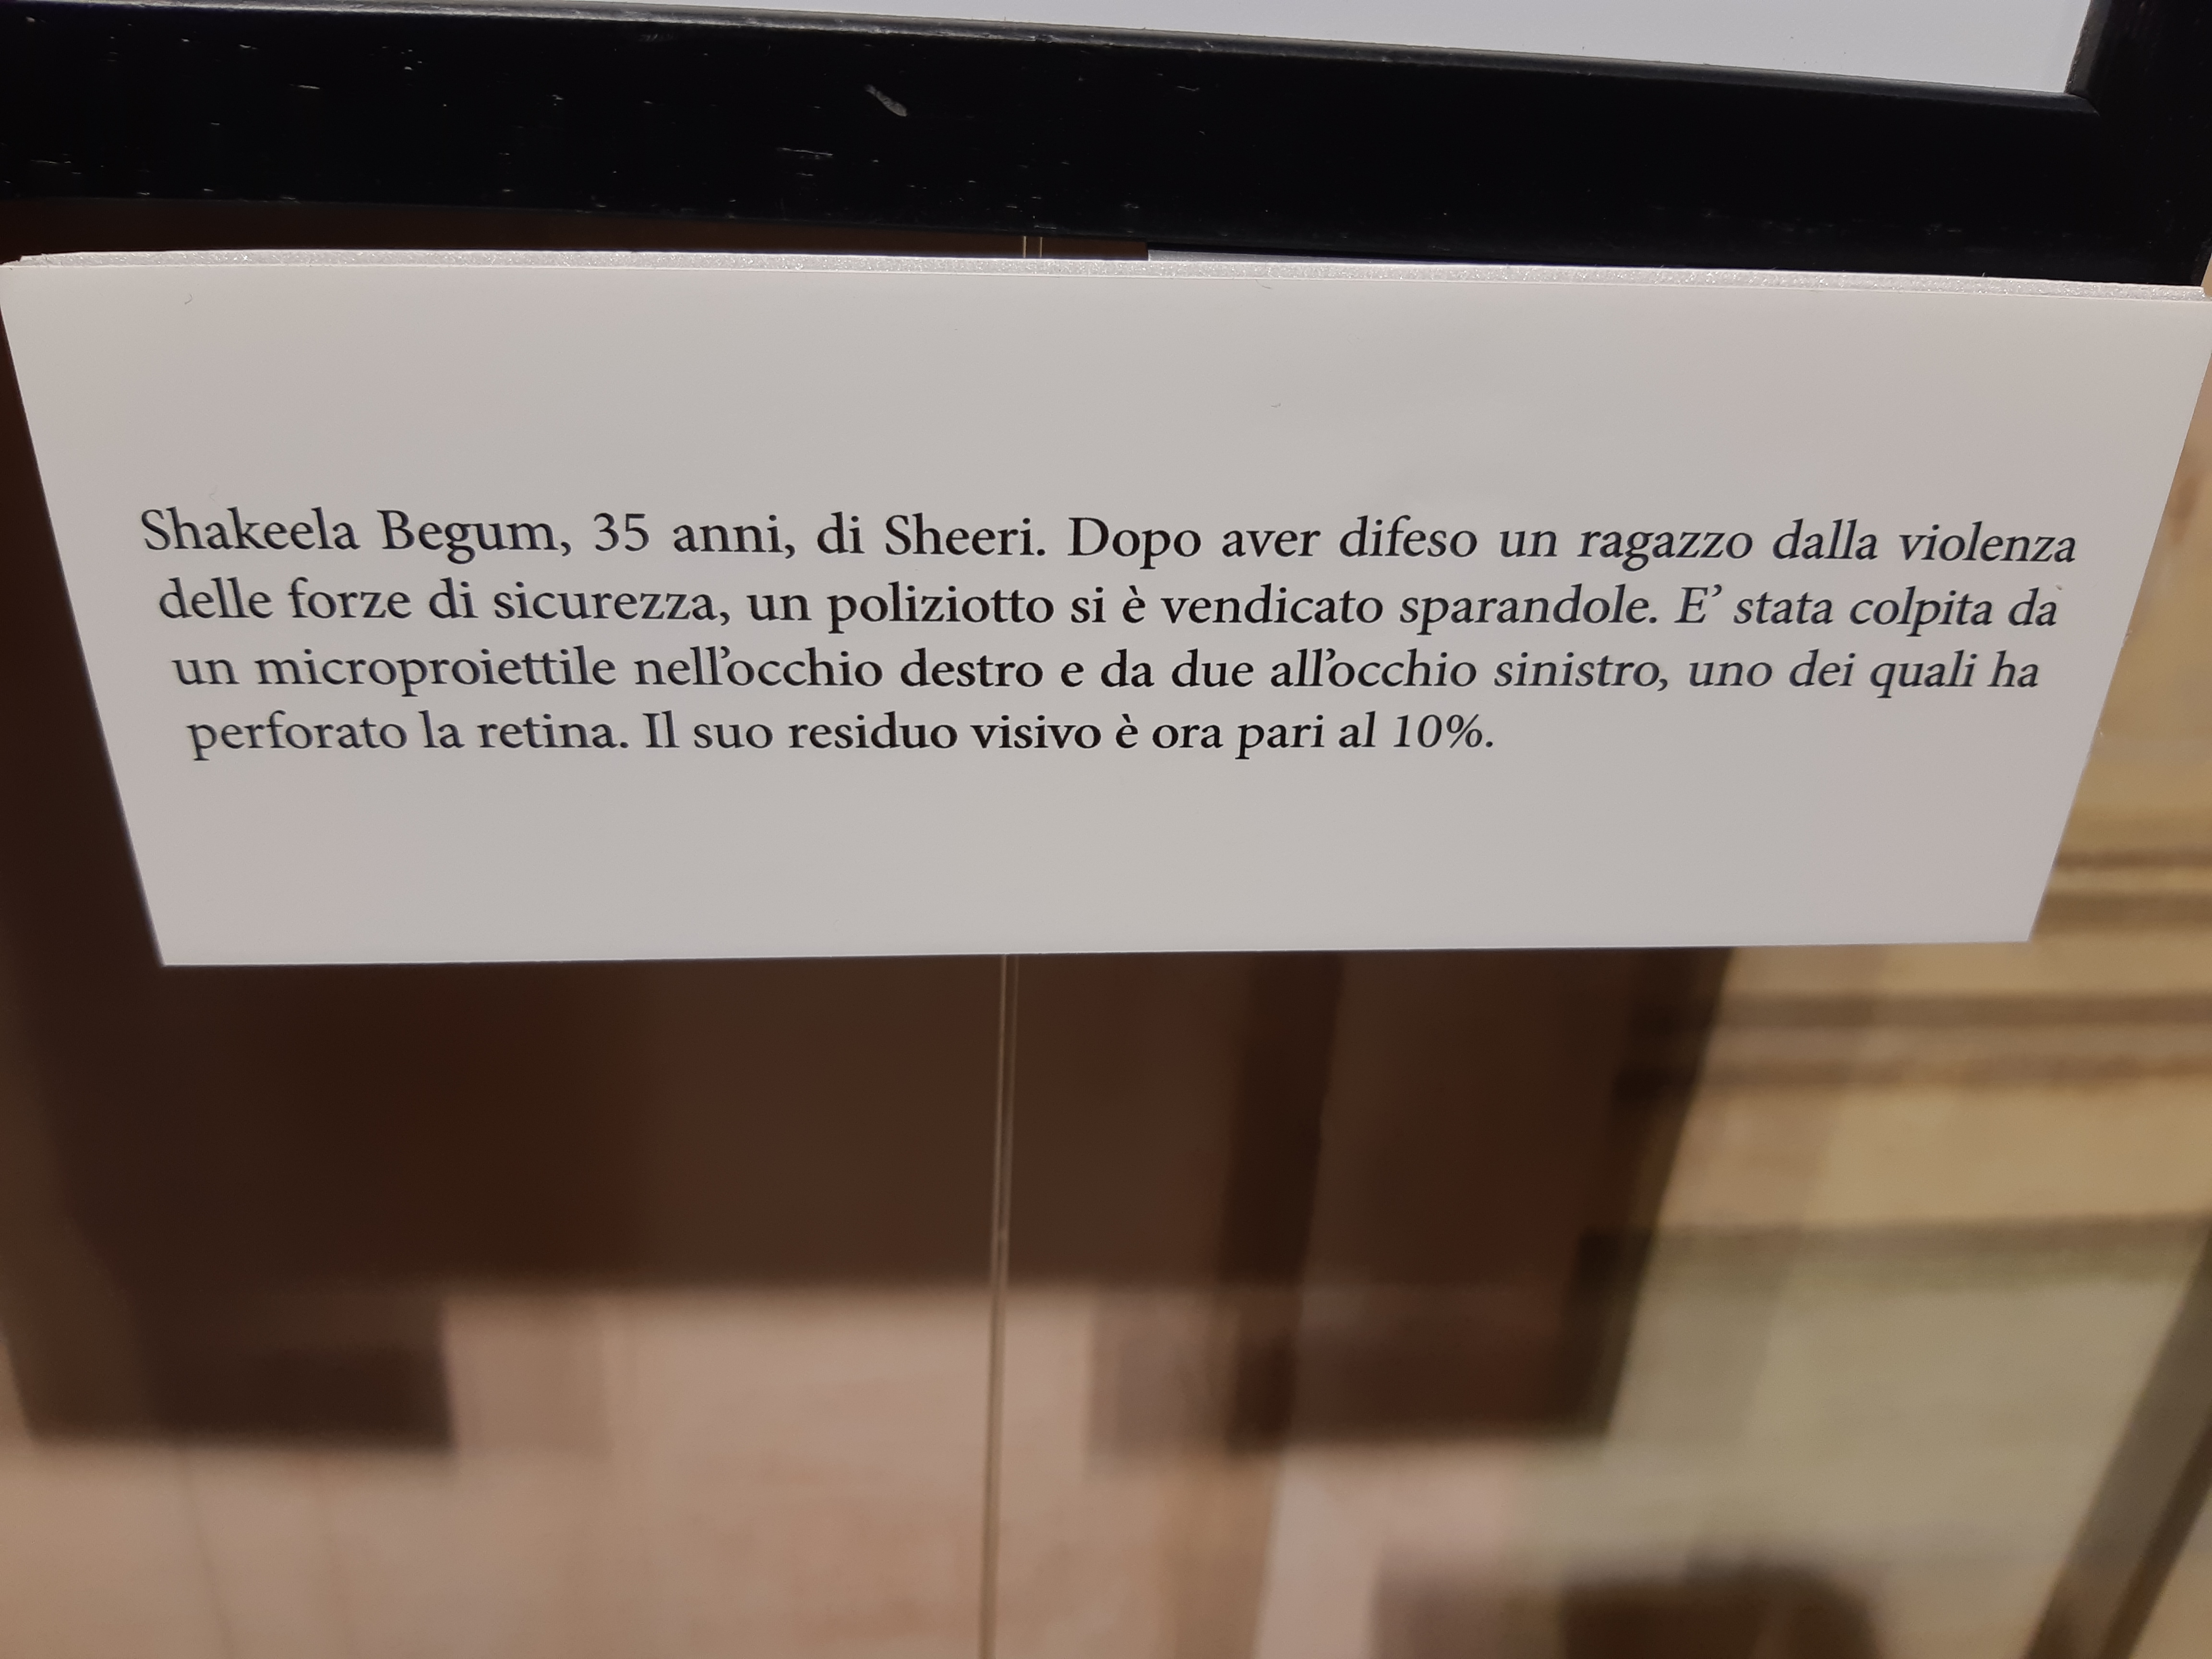 Shakeela Begum, 35 anni, di Sheeri. Dopo aver difeso un ragazzo dalla violenza
delle forze di sicurezza, un poliziotto si è vendicato sparandole. E’ stata colpita da
un microproiettile nell’occhio destro e da due all’occhio sinistro, uno dei quali ha
perforato la retina. Il suo residuo visivo è ora pari al 10%.